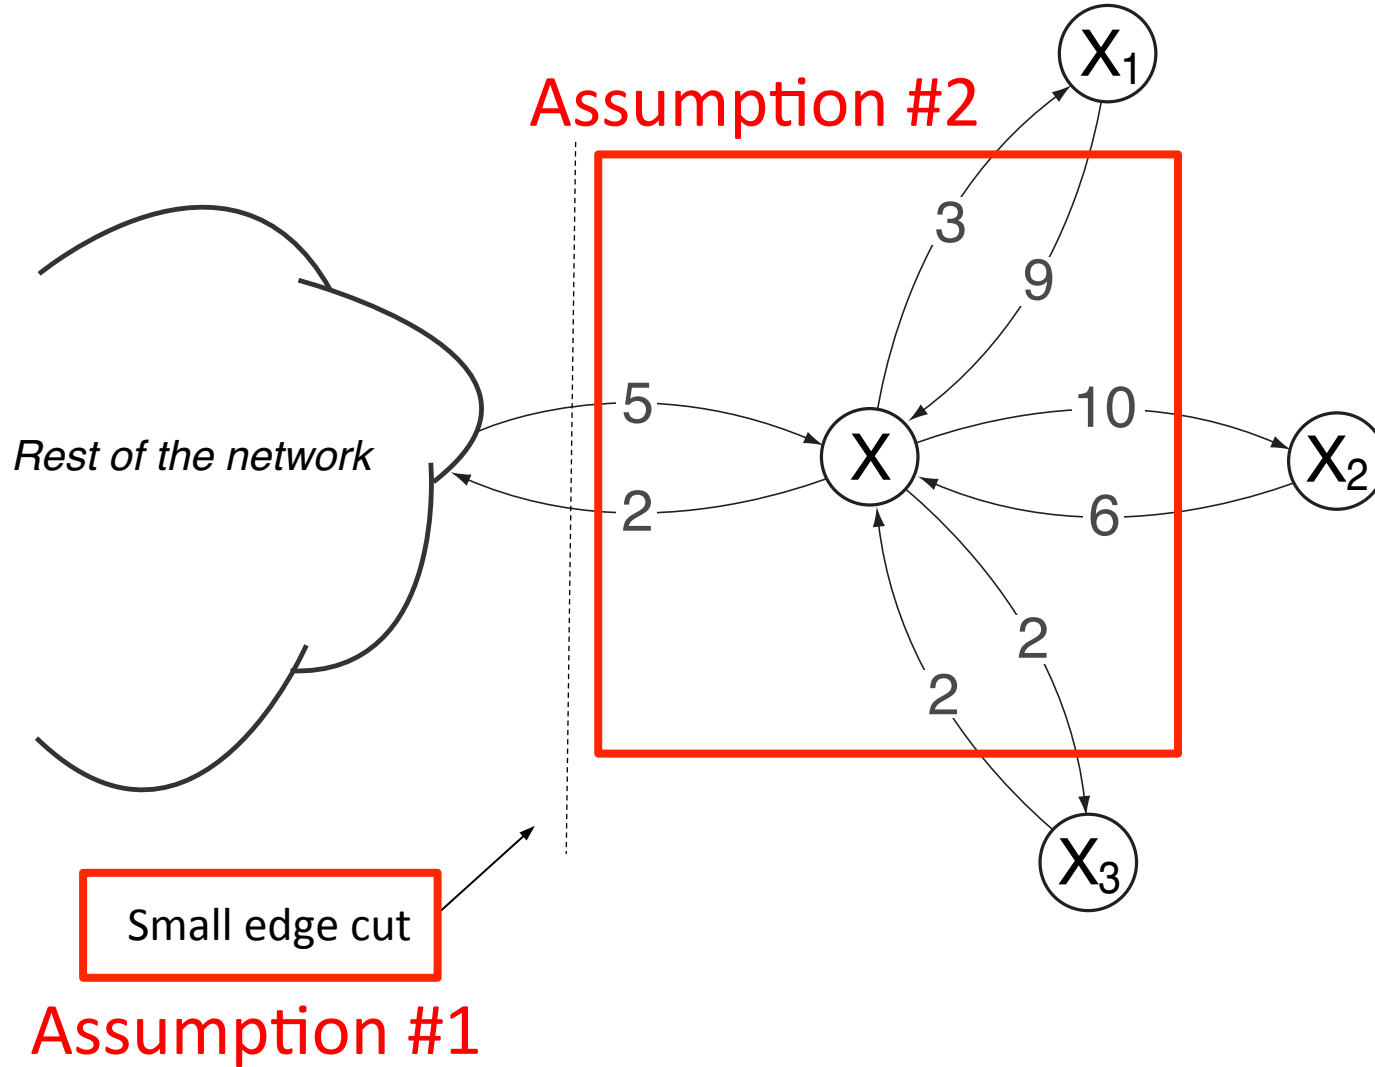 X1
Assumption #2
3
9
5
10
Rest of the network
X
X2
2
6
2
2
X3
Small edge cut
Assumption #1